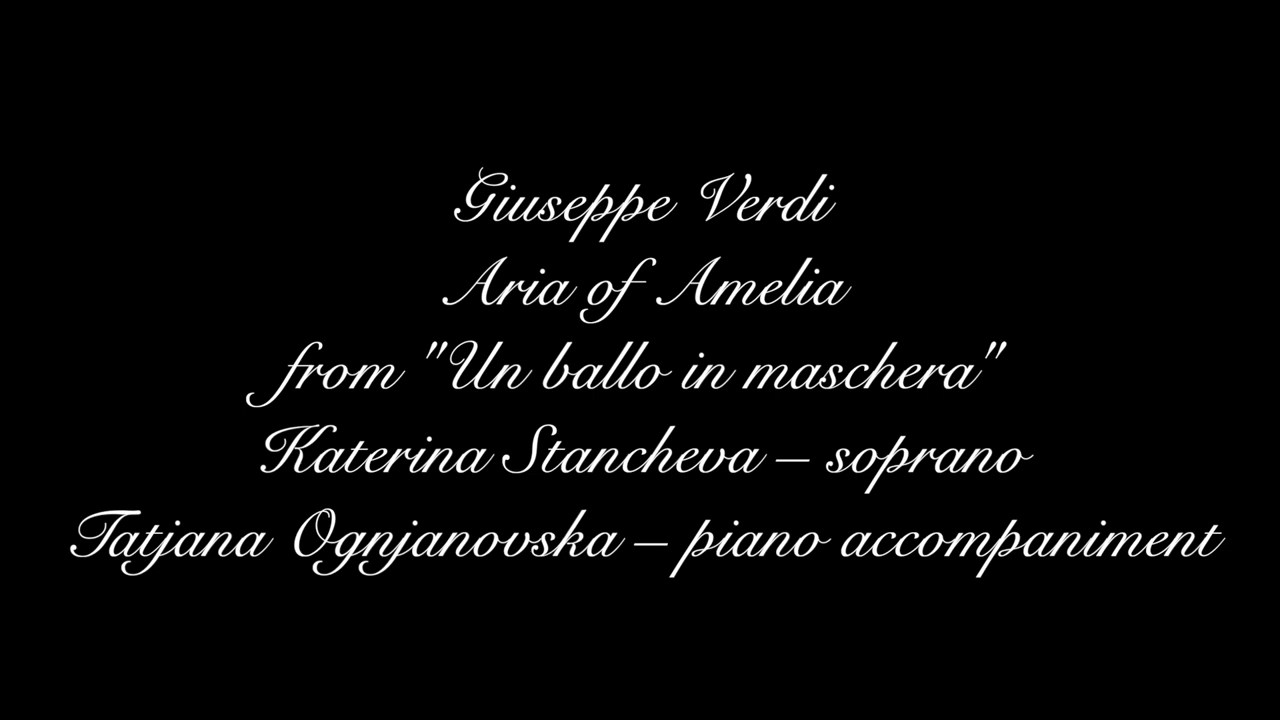 Giuseppe Verdi
Aria of Amelia
from "Un ballo in maschera"
Katerina Stancheva – soprano
Tatjana Ognjanovska – piano accompaniment